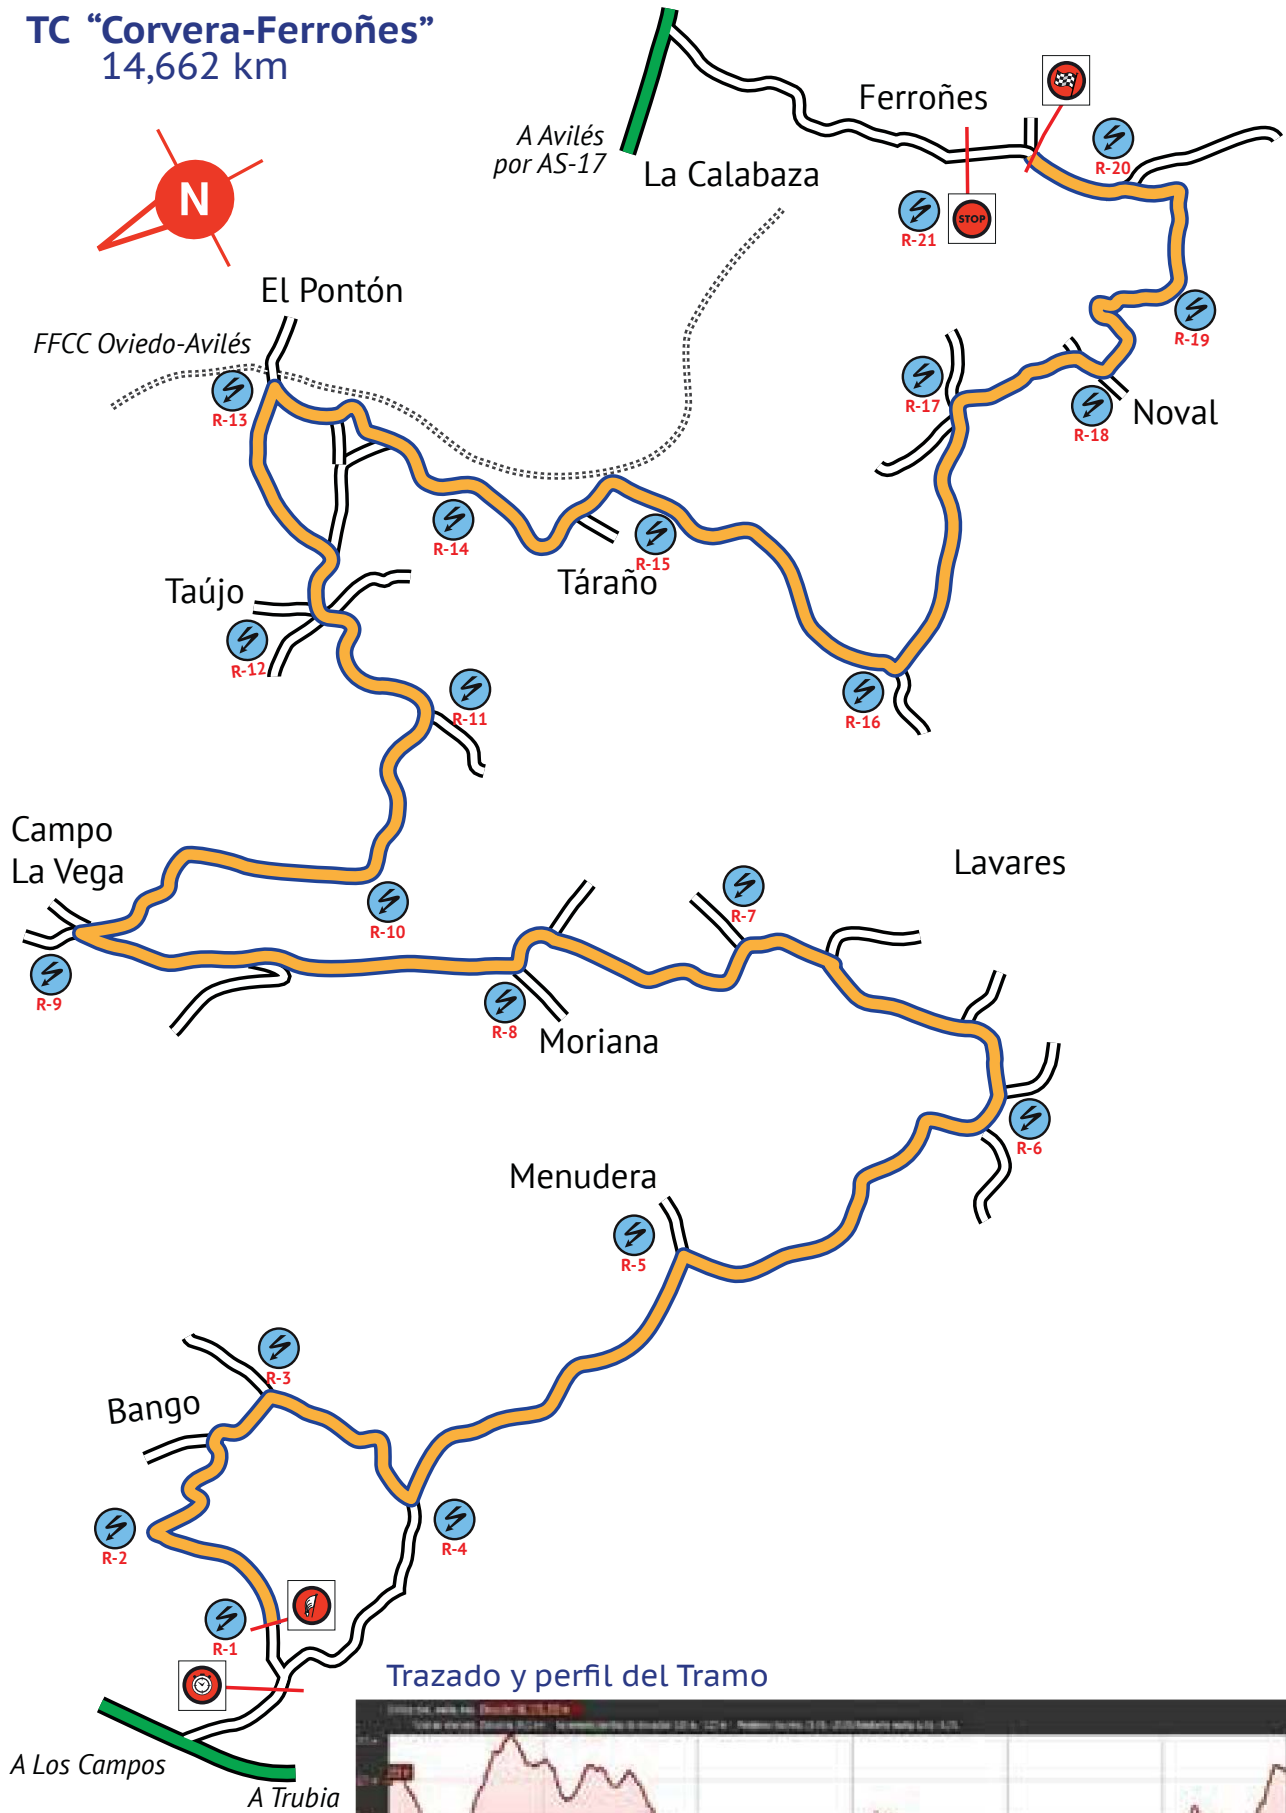 TC “Corvera-Ferroñes”
14,662 km
N
A Avilés
por AS-17
La Calabaza
Ferroñes
R-20
STOP
R-21
El Pontón
FFCC Oviedo-Avilés
R-13
R-19
R-17
R-18
Noval
R-14
R-15
Táraño
Taújo
R-12
R-11
R-16
Campo
La Vega
R-10
R-9
Lavares
R-7
R-8
Moriana
R-6
Menudera
R-5
R-3
Bango
R-2
R-4
R-1
Trazado y perfil del Tramo
A Los Campos
A Trubia